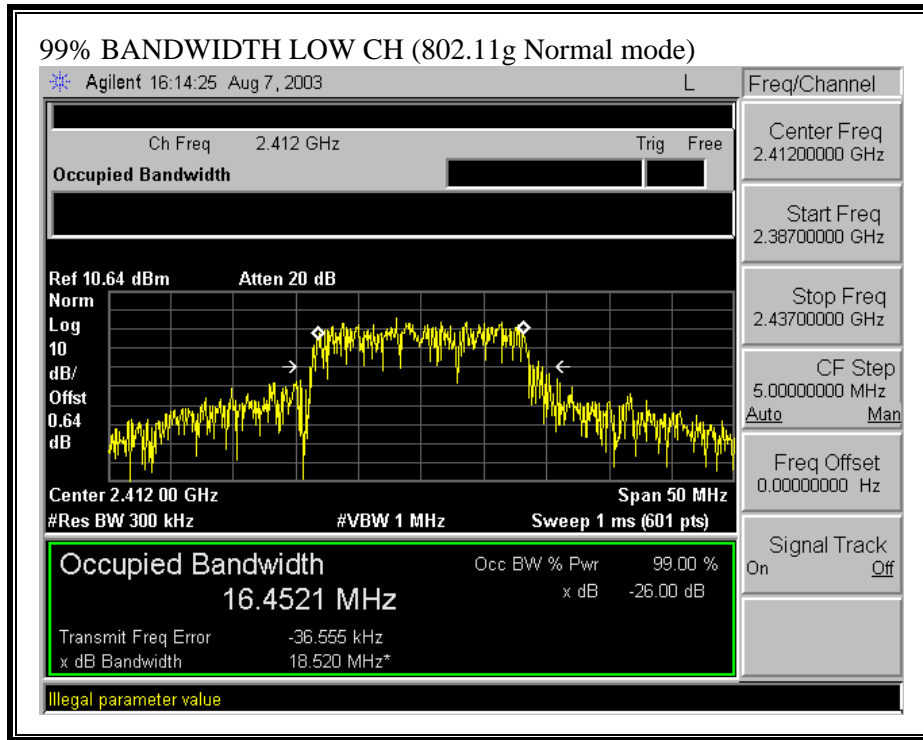 99% BANDWIDTH LOW CH (802.11g Normal mode)
Agilent 16:14:25 Aug 7, 2003 L
Freq/Channel
Ch Freq 2.412 GHz Trig Free
Occupied Bandwidth
Center Freq
2.41200000 GHz
Start Freq
2.38700000 GHz
Ref 10.64 dBm Atten 20 dB
Norm
Log
10
dB/
Offst
0.64
dB
Stop Freq
2.43700000 GHz
CF Step
5.00000000 MHz
Auto Man
Freq Offset
0.00000000 Hz
Center 2.412 00 GHz Span 50 MHz
#Res BW 300 kHz #VBW 1 MHz Sweep 1 ms (601 pts)
Signal Track
On Off
Occupied Bandwidth
16.4521 MHz
Occ BW % Pwr 99.00 %
x dB -26.00 dB
Transmit Freq Error -36.555 kHz
x dB Bandwidth 18.520 MHz*
Illegal parameter value